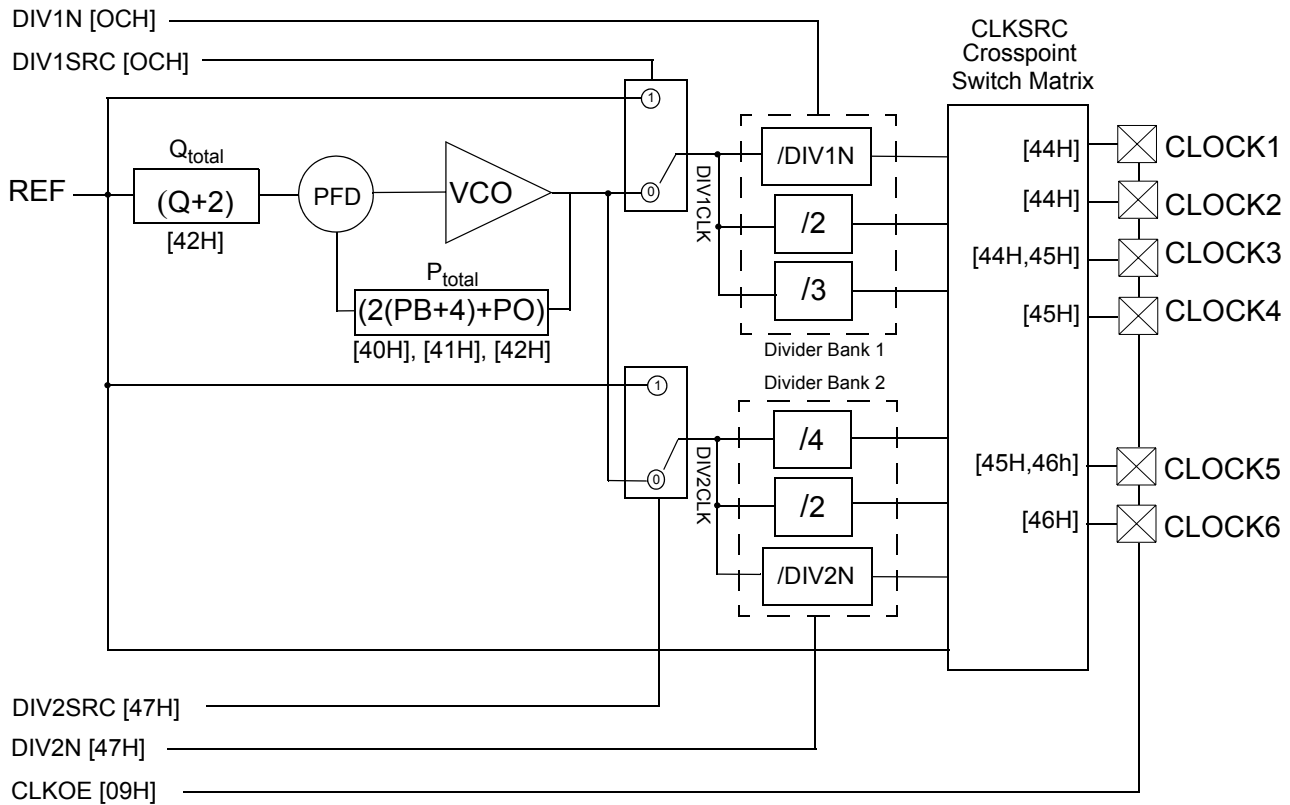 DIV1N [OCH]
DIV1SRC [OCH]
CLKSRC
Crosspoint
Switch Matrix
REF
Qtotal
(Q+2)
[42H]
PFD
VCO
Ptotal
(2(PB+4)+PO)
[40H], [41H], [42H]
1
0
DIV1CLK
/DIV1N
/2
/3
Divider Bank 1
1
0
DIV2CLK
Divider Bank 2
/4
/2
/DIV2N
[44H]
CLOCK1
[44H]
CLOCK2
[44H,45H]
CLOCK3
[45H]
CLOCK4
[45H,46h]
CLOCK5
[46H]
CLOCK6
DIV2SRC [47H]
DIV2N [47H]
CLKOE [09H]